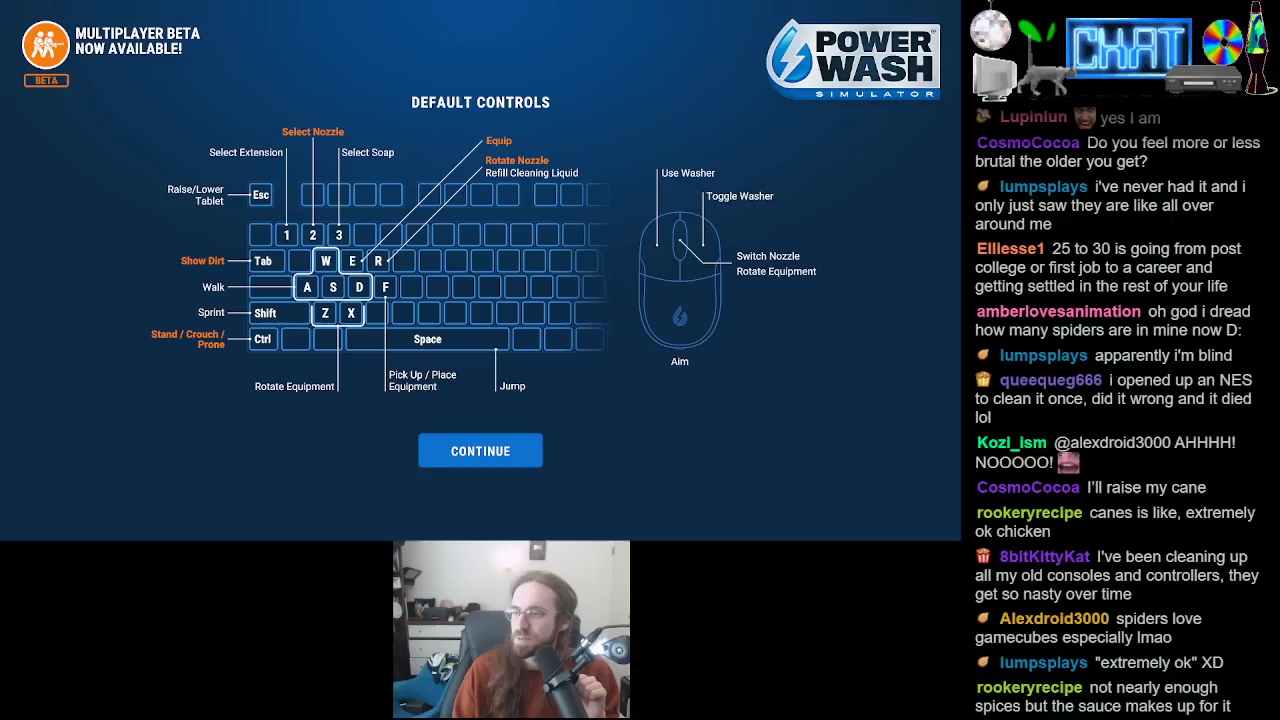 MULTIPLAYER BETA
NOW AVAILABLE!
BETA
POWER
WASH
SIMULATOR
DEFAULT CONTROLS
Select Nozzle
Select Extension
Select Soap
Equip
Rotate Nozzle
Refill Cleaning Liquid
Raise/Lower
Tablet
Esc
1
2
3
Show Dirt
Tab
W
E
R
Walk
A
S
D
F
Sprint
Shift
Z
X
Stand / Crouch /
Prone
Ctrl
Space
Rotate Equipment
Pick Up / Place
Equipment
Jump
Use Washer
Toggle Washer
Switch Nozzle
Rotate Equipment
Aim
CONTINUE
CHAT
Lupiniun yes I am
CosmoCocoa Do you feel more or less
brutal the older you get?
lumpsplays i've never had it and i
only just saw they are like all over
around me
Elllesse1 25 to 30 is going from post
college or first job to a career and
getting settled in the rest of your life
amberlovesanimation oh god i dread
how many spiders are in mine now D:
lumpsplays apparently i'm blind
queequeg666 i opened up an NES
to clean it once, did it wrong and it died
lol
Kozi_ism @alexdroid3000 AHHHH!
NOOOOO!
CosmoCocoa I'll raise my cane
rookeryrecipe canes is like, extremely
ok chicken
8bitKittyKat I've been cleaning up
all my old consoles and controllers, they
get so nasty over time
Alexdroid3000 spiders love
gamecubes especially lmao
lumpsplays "extremely ok" XD
rookeryrecipe not nearly enough
spices but the sauce makes up for it